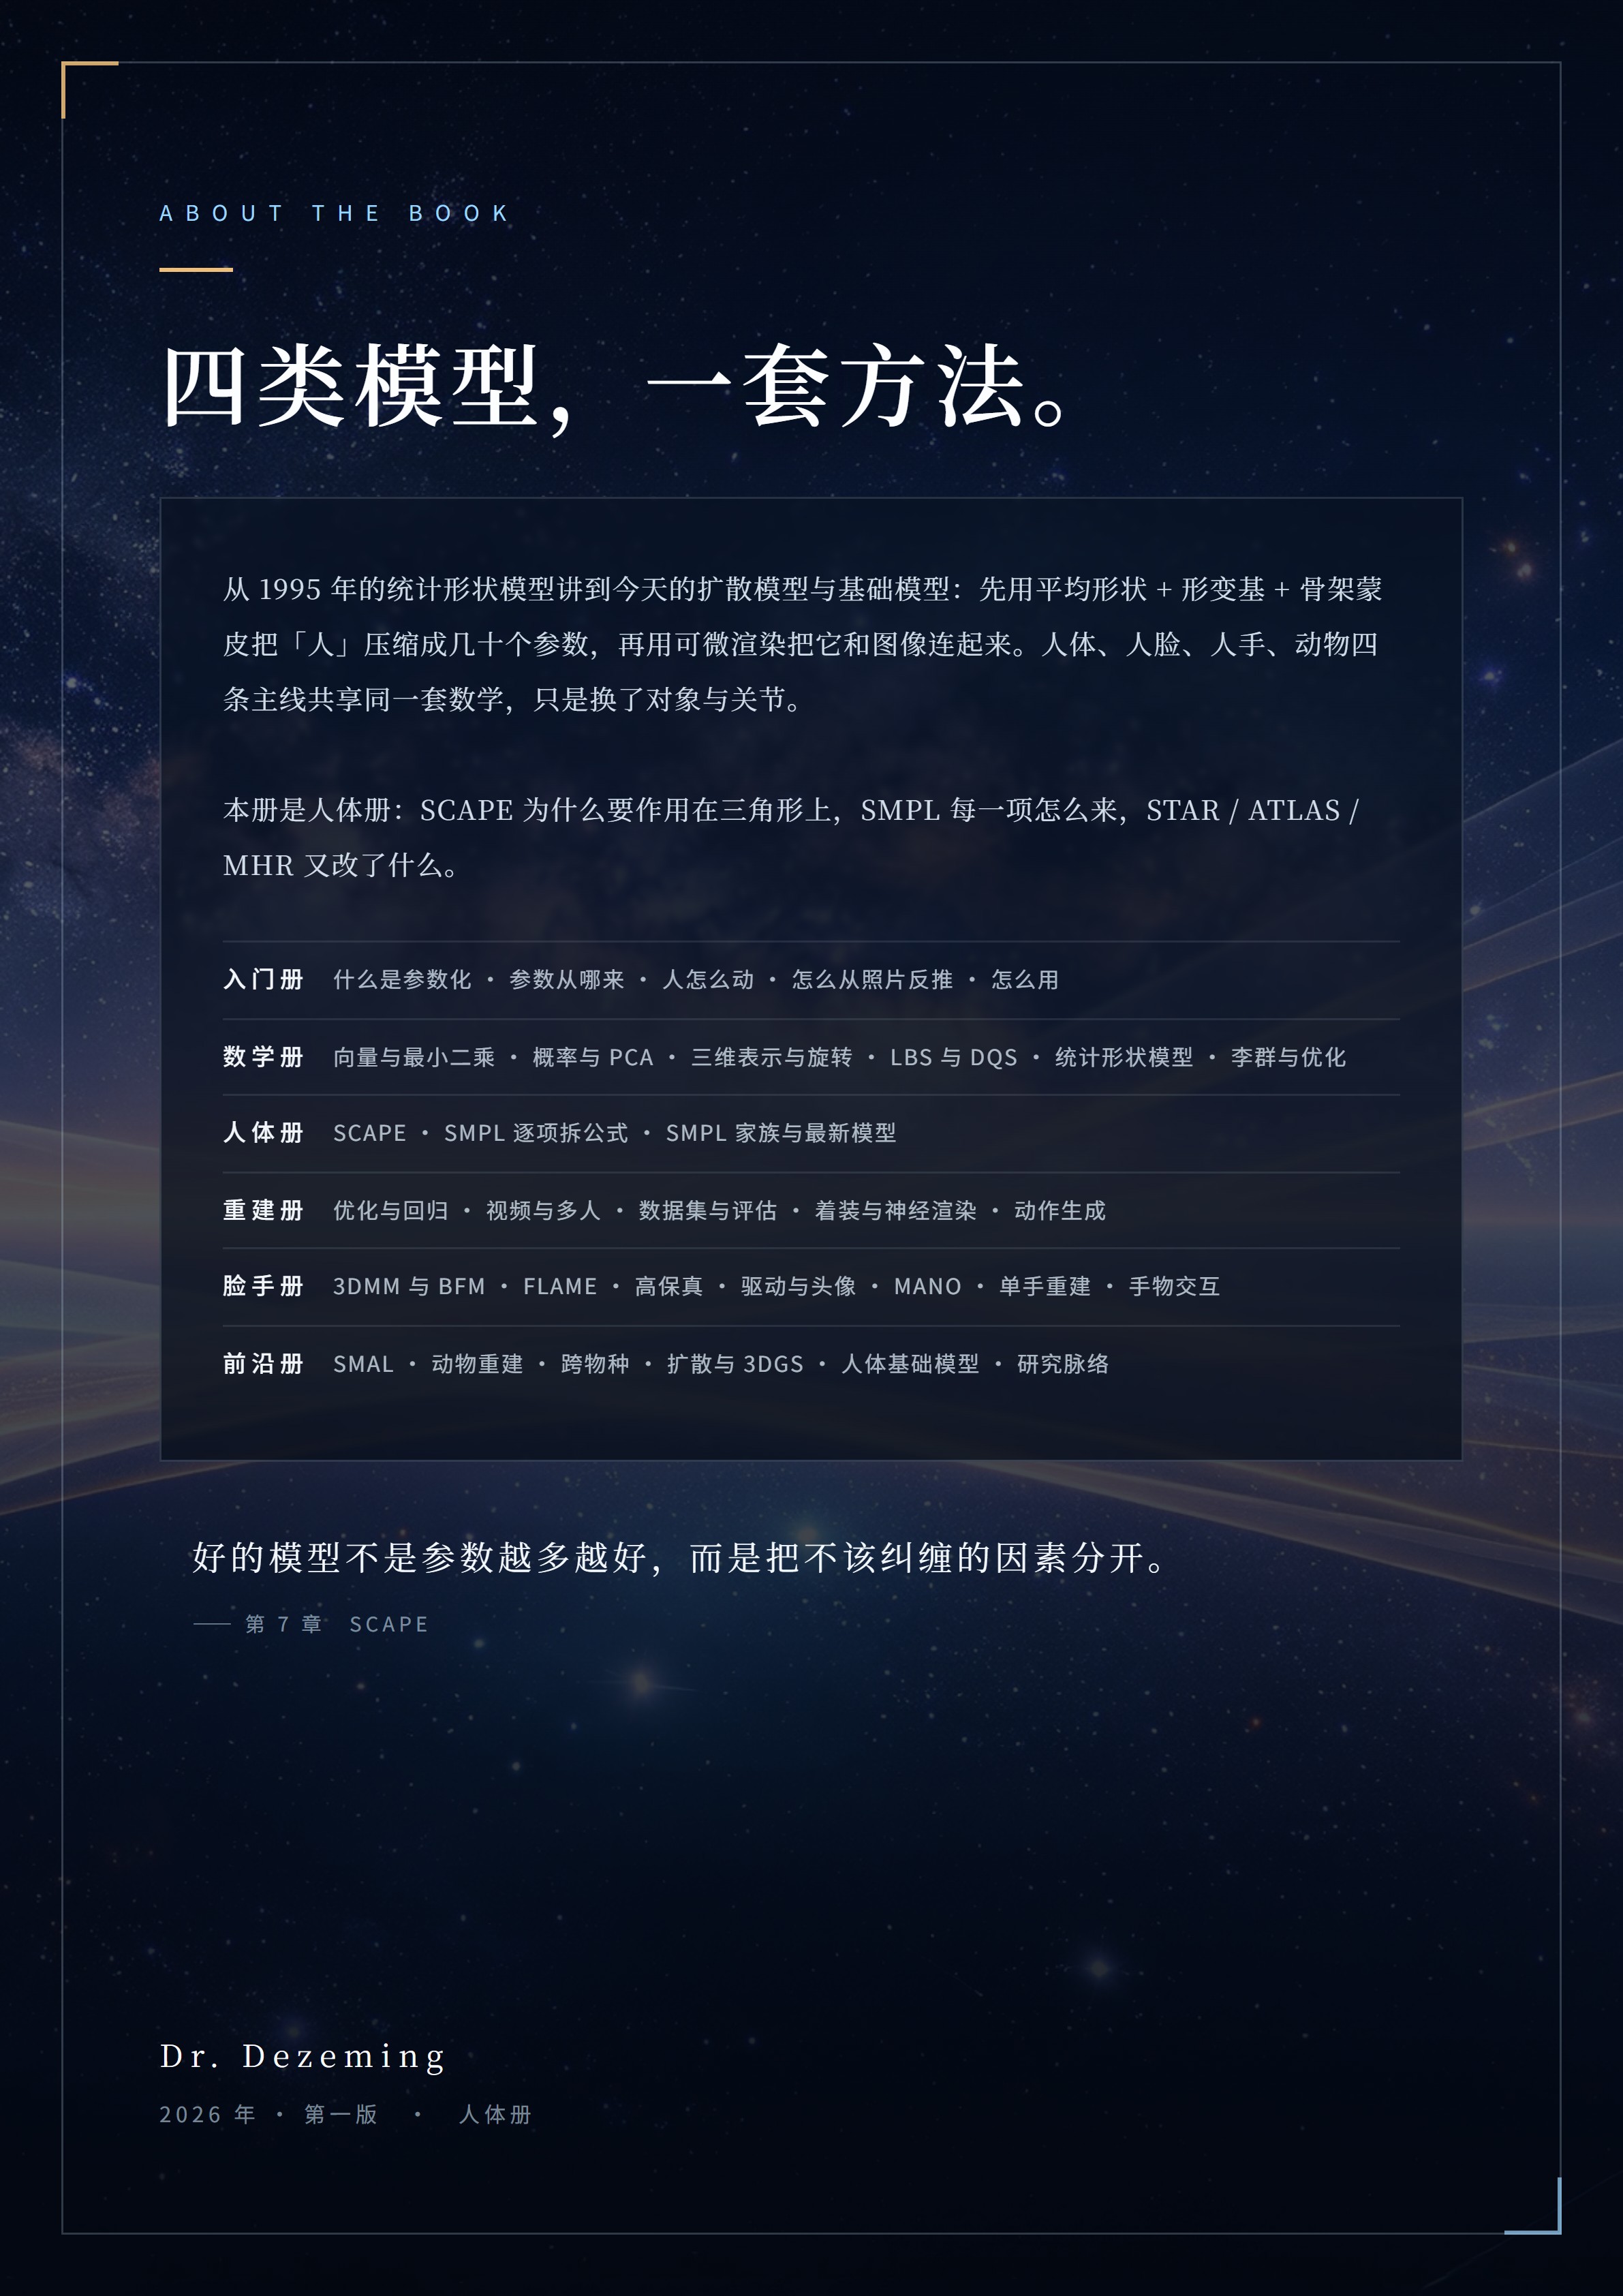 ABOUT THE BOOK
四类模型，一套方法。
从 1995 年的统计形状模型讲到今天的扩散模型与基础模型：先用平均形状 + 形变基 + 骨架蒙
皮把「人」压缩成几十个参数，再用可微渲染把它和图像连起来。人体、人脸、人手、动物四
条主线共享同一套数学，只是换了对象与关节。
本册是人体册：SCAPE 为什么要作用在三角形上，SMPL 每一项怎么来，STAR / ATLAS /
MHR 又改了什么。
入门册 什么是参数化 · 参数从哪来 · 人怎么动 · 怎么从照片反推 · 怎么用
数学册 向量与最小二乘 · 概率与 PCA · 三维表示与旋转 · LBS 与 DQS · 统计形状模型 · 李群与优化
人体册 SCAPE · SMPL 逐项拆公式 · SMPL 家族与最新模型
重建册 优化与回归 · 视频与多人 · 数据集与评估 · 着装与神经渲染 · 动作生成
脸手册 3DMM 与 BFM · FLAME · 高保真 · 驱动与头像 · MANO · 单手重建 · 手物交互
前沿册 SMAL · 动物重建 · 跨物种 · 扩散与 3DGS · 人体基础模型 · 研究脉络
好的模型不是参数越多越好，而是把不该纠缠的因素分开。
—— 第 7 章 SCAPE
Dr. Dezeming
2026 年 · 第一版 · 人体册